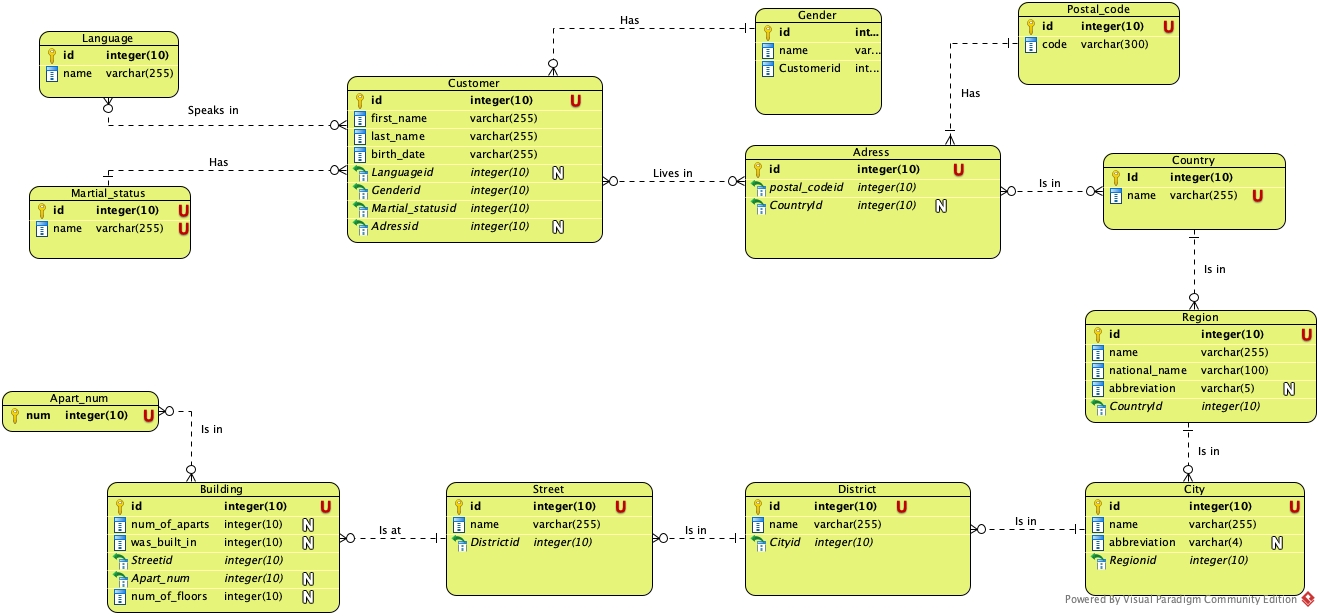 Language
id integer(10)
name varchar(255)
Speaks in
Has
Martial_status
id integer(10) U
name varchar(255) U
Customer
id integer(10) U
first_name varchar(255)
last_name varchar(255)
birth_date varchar(255)
Languageid integer(10) N
Genderid integer(10)
Martial_statusid integer(10)
Adressid integer(10) N
Has
Gender
id int...
name var...
Customerid int...
Lives in
Postal_code
id integer(10) U
code varchar(300)
Has
Adress
id integer(10) U
postal_codeid integer(10)
CountryId integer(10) N
Is in
Country
Id integer(10)
name varchar(255) U
Is in
Region
id integer(10) U
name varchar(255)
national_name varchar(100)
abbreviation varchar(5) N
CountryId integer(10)
Is in
Apart_num
num integer(10) U
Is in
Building
id integer(10) U
num_of_aparts integer(10) N
was_built_in integer(10) N
Streetid integer(10)
Apart_num integer(10) N
num_of_floors integer(10) N
Is at
Street
id integer(10) U
name varchar(255)
Districtid integer(10)
Is in
District
id integer(10) U
name varchar(255)
Cityid integer(10)
Is in
City
id integer(10) U
name varchar(255)
abbreviation varchar(4) N
Regionid integer(10)
Powered By Visual Paradigm Community Edition